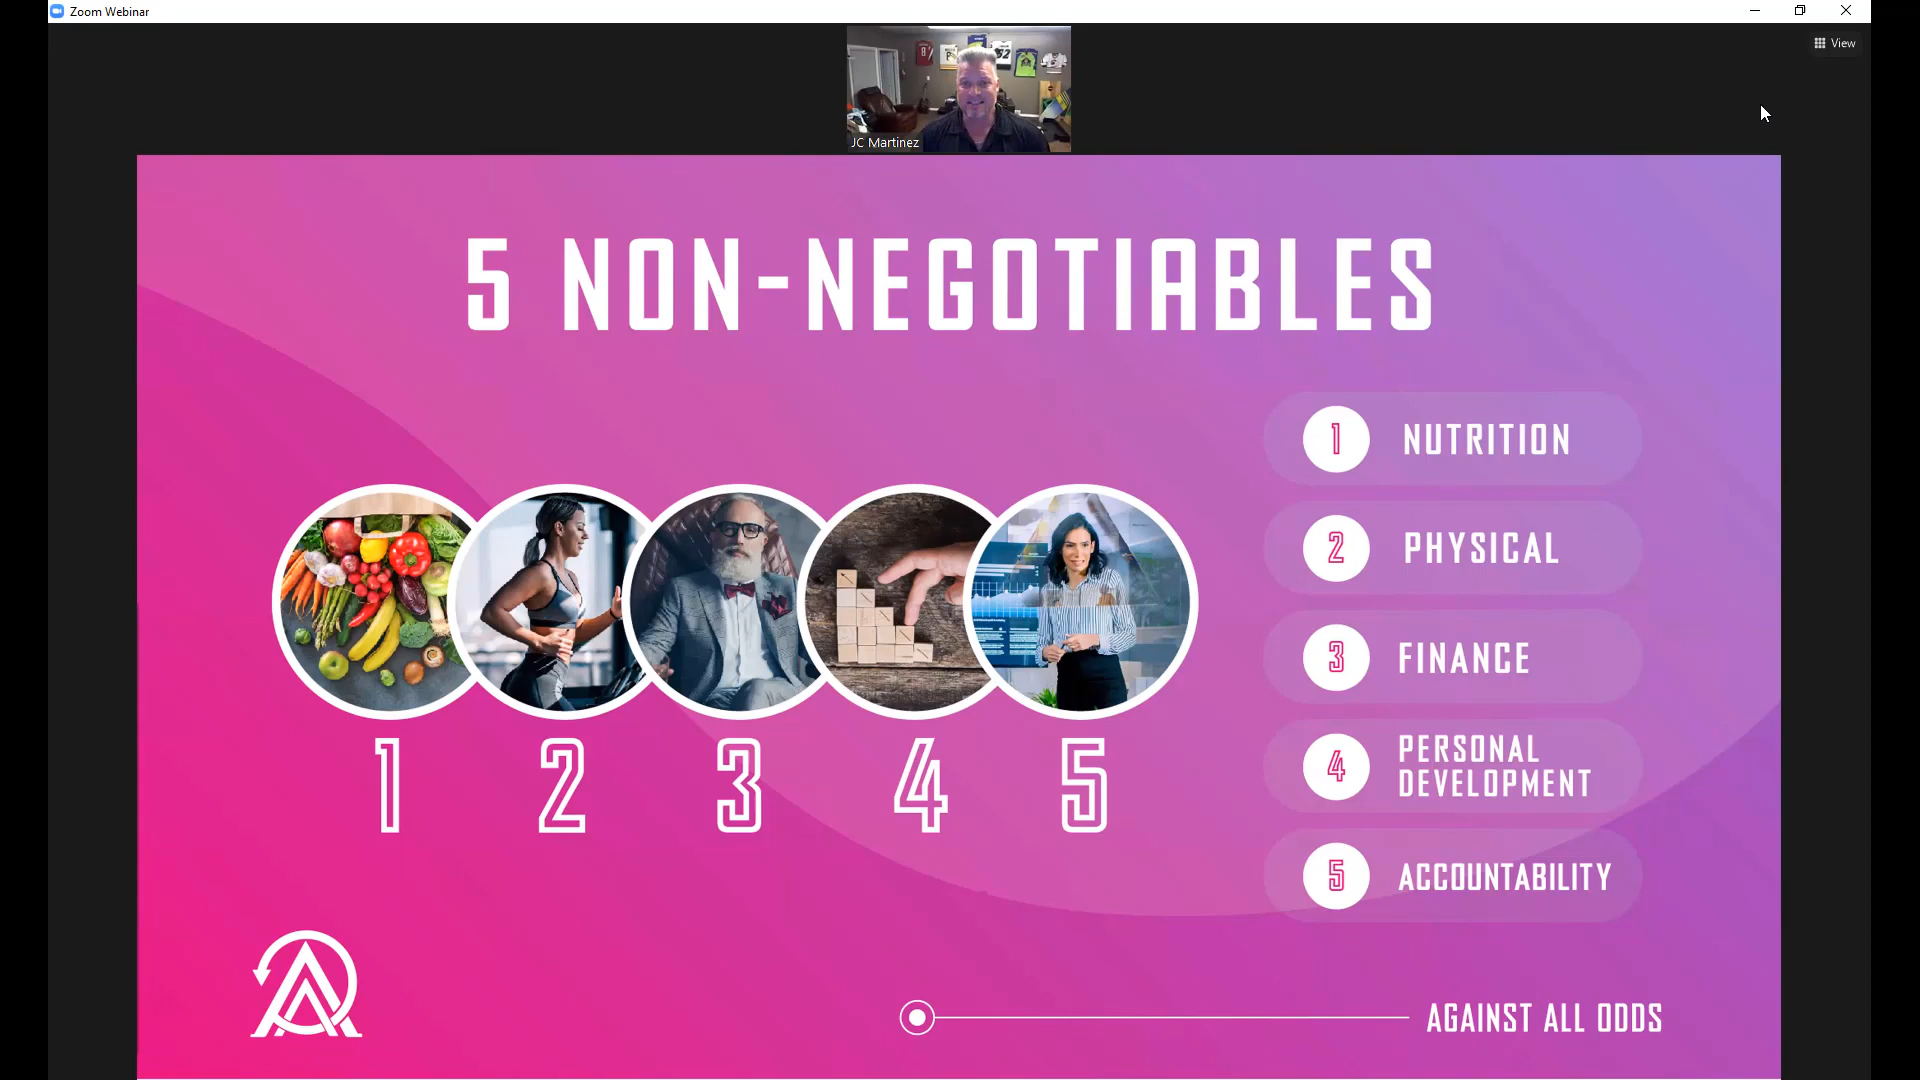 Zoom Webinar
View
JC Martinez
5 NON-NEGOTIABLES
1 NUTRITION
2 PHYSICAL
3 FINANCE
4 PERSONAL
DEVELOPMENT
5 ACCOUNTABILITY
1 2 3 4 5
AGAINST ALL ODDS